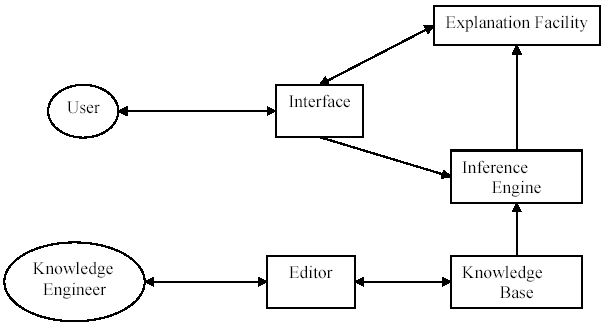 Explanation Facility
User
Interface
Inference
Engine
Knowledge
Engineer
Editor
Knowledge
Base